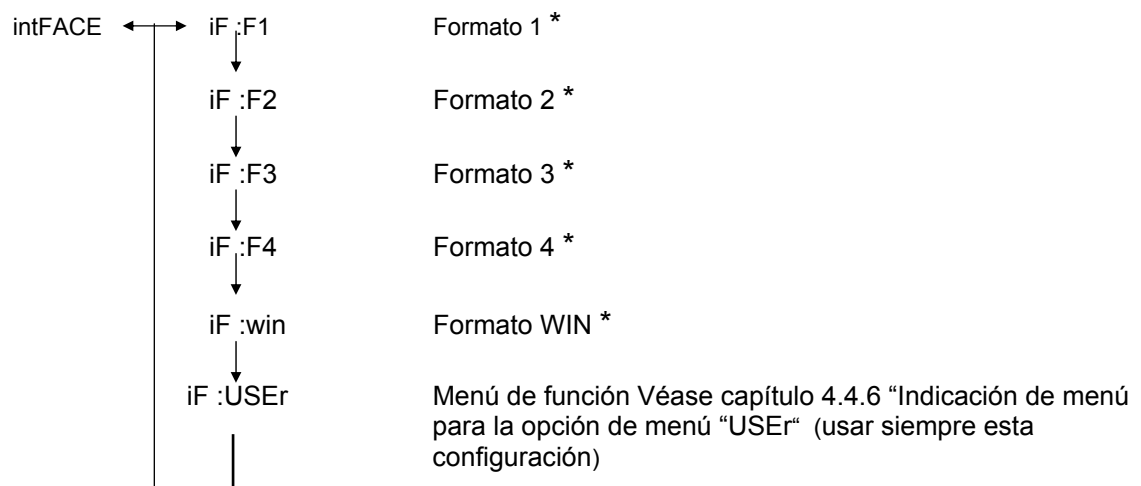 intFACE iF :F1 Formato 1 *
iF :F2 Formato 2 *
iF :F3 Formato 3 *
iF :F4 Formato 4 *
iF :win Formato WIN *
iF :USEr Menú de función Véase capítulo 4.4.6 “Indicación de menú
para la opción de menú “USEr“ (usar siempre esta
configuración)